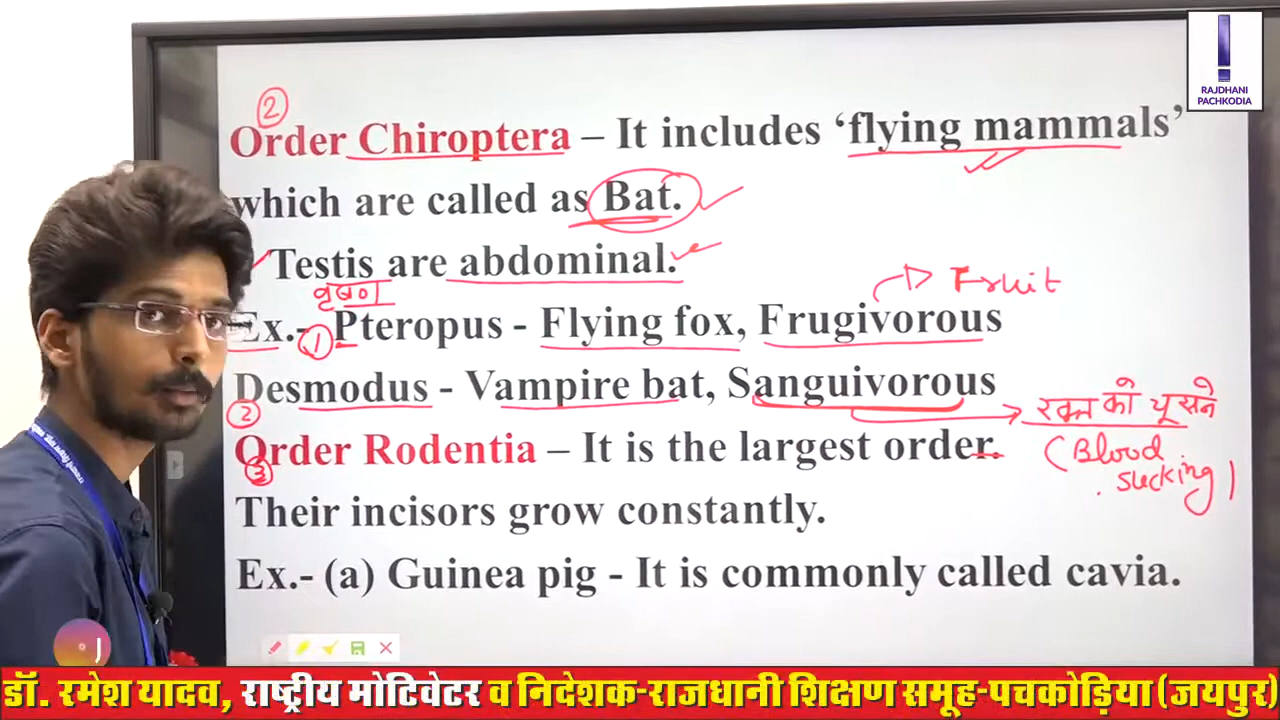 RAJDHANI
PACHKODIA
②
Order Chiroptera – It includes ‘flying mammals’
which are called as Bat.
Testis are abdominal.
वृषण
Fruit
Ex.- ① Pteropus - Flying fox, Frugivorous
Desmodus - Vampire bat, Sanguivorous
②
रक्त को चूसने
(Blood
sucking)
Order Rodentia – It is the largest order.
③
Their incisors grow constantly.
Ex.- (a) Guinea pig - It is commonly called cavia.
J
डॉ. रमेश यादव, राष्ट्रीय मोटिवेटर व निदेशक-राजधानी शिक्षण समूह-पचकोड़िया (जयपुर)